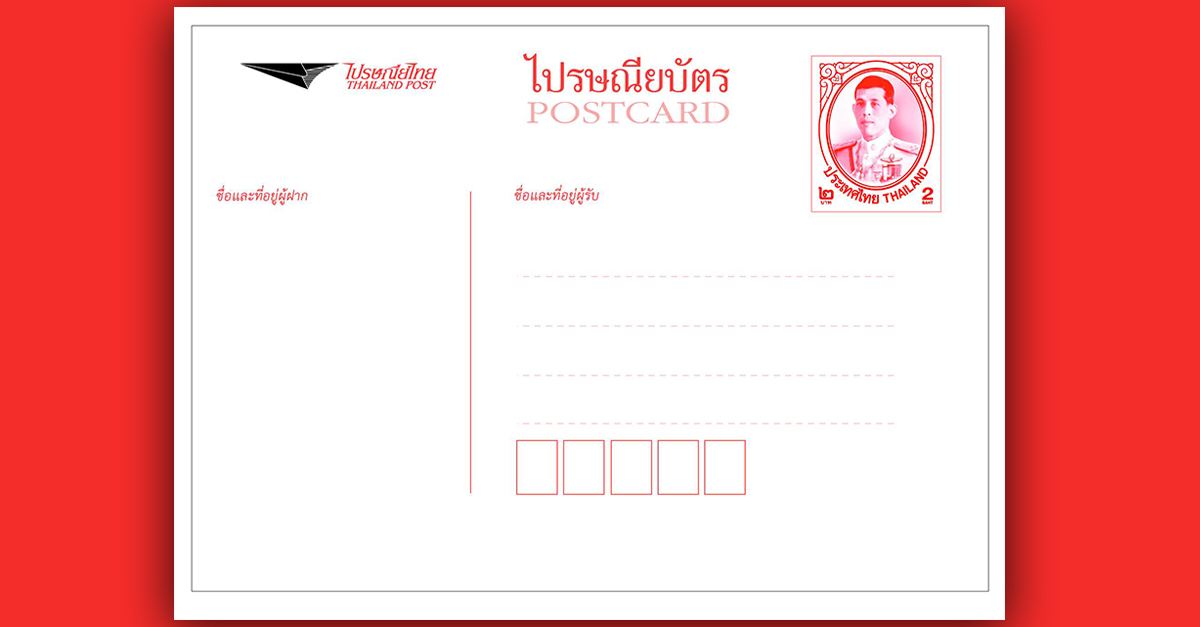 ไปรษณีย์ไทย
THAILAND POST
ไปรษณียบัตร
POSTCARD
ประเทศไทย THAILAND
๒ 2
บาท BAHT
ชื่อและที่อยู่ผู้ฝาก
ชื่อและที่อยู่ผู้รับ